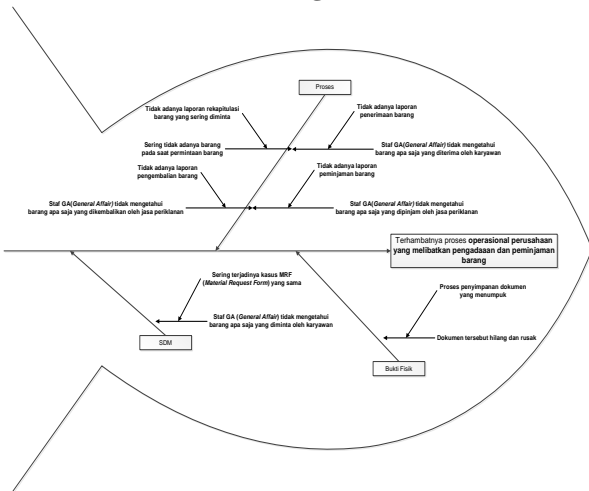 Proses
Tidak adanya laporan rekapitulasi
barang yang sering diminta
Tidak adanya laporan
penerimaan barang
Sering tidak adanya barang
pada saat permintaan barang
Staf GA(General Affair) tidak mengetahui
barang apa saja yang diterima oleh karyawan
Tidak adanya laporan
pengembalian barang
Tidak adanya laporan
peminjaman barang
Staf GA(General Affair) tidak mengetahui
barang apa saja yang dikembalikan oleh jasa periklanan
Staf GA(General Affair) tidak mengetahui
barang apa saja yang dipinjam oleh jasa periklanan
Terhambatnya proses operasional perusahaan
yang melibatkan pengadaaan dan peminjaman
barang
Sering terjadinya kasus MRF
(Material Request Form) yang sama
Staf GA (General Affair) tidak mengetahui
barang apa saja yang diminta oleh karyawan
SDM
Proses penyimpanan dokumen
yang menumpuk
Dokumen tersebut hilang dan rusak
Bukti Fisik